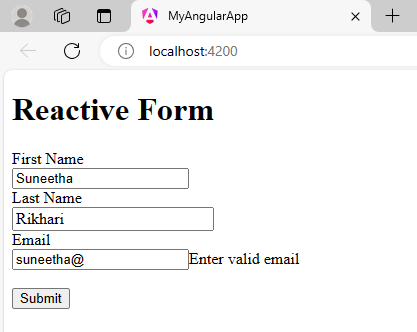 MyAngularApp
localhost:4200
Reactive Form
First Name
Suneetha
Last Name
Rikhari
Email
suneetha@ Enter valid email
Submit